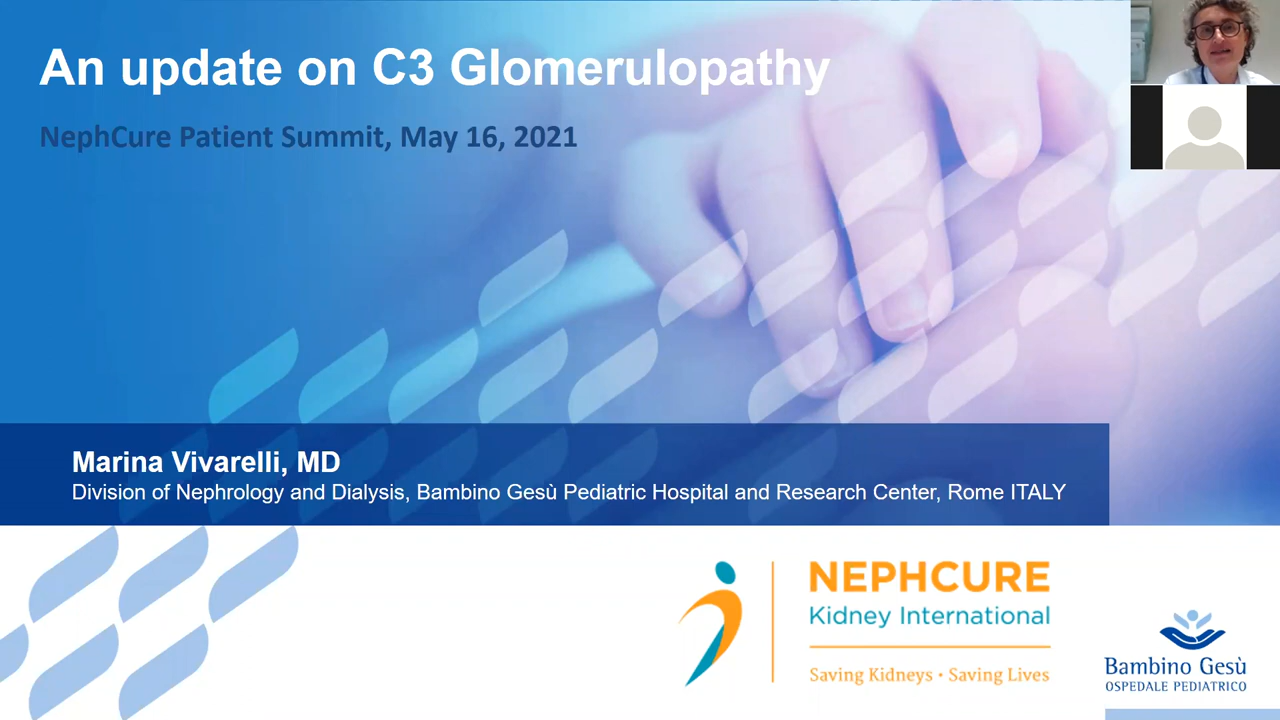 An update on C3 Glomerulopathy
NephCure Patient Summit, May 16, 2021
Marina Vivarelli, MD
Division of Nephrology and Dialysis, Bambino Gesù Pediatric Hospital and Research Center, Rome ITALY
NEPHCURE
Kidney International
Saving Kidneys • Saving Lives
Bambino Gesù
OSPEDALE PEDIATRICO